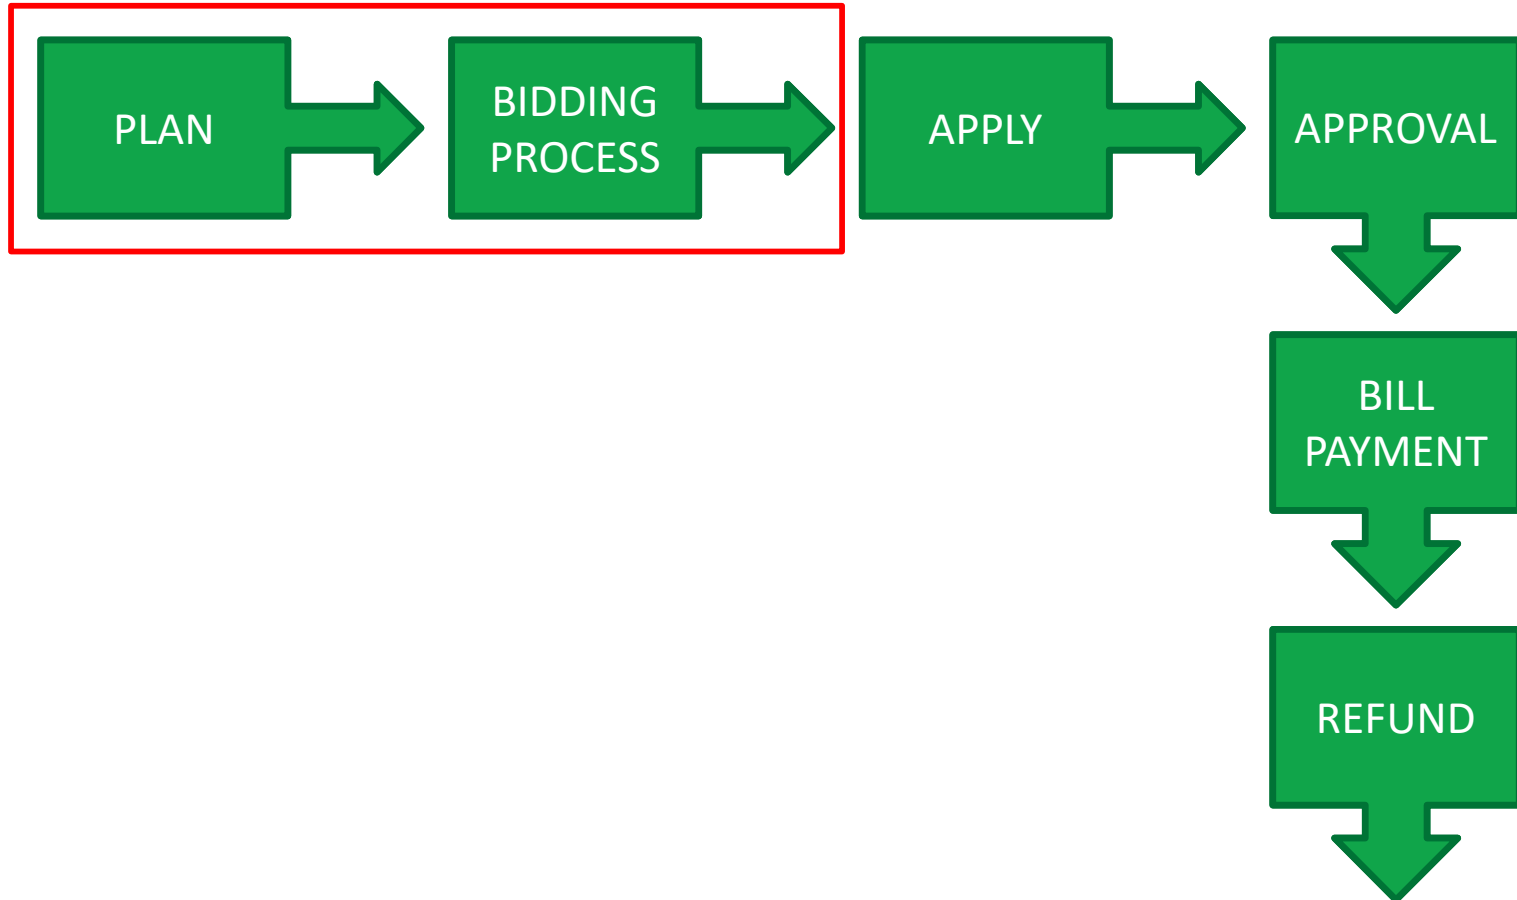 PLAN
BIDDING
PROCESS
APPLY
APPROVAL
BILL
PAYMENT
REFUND